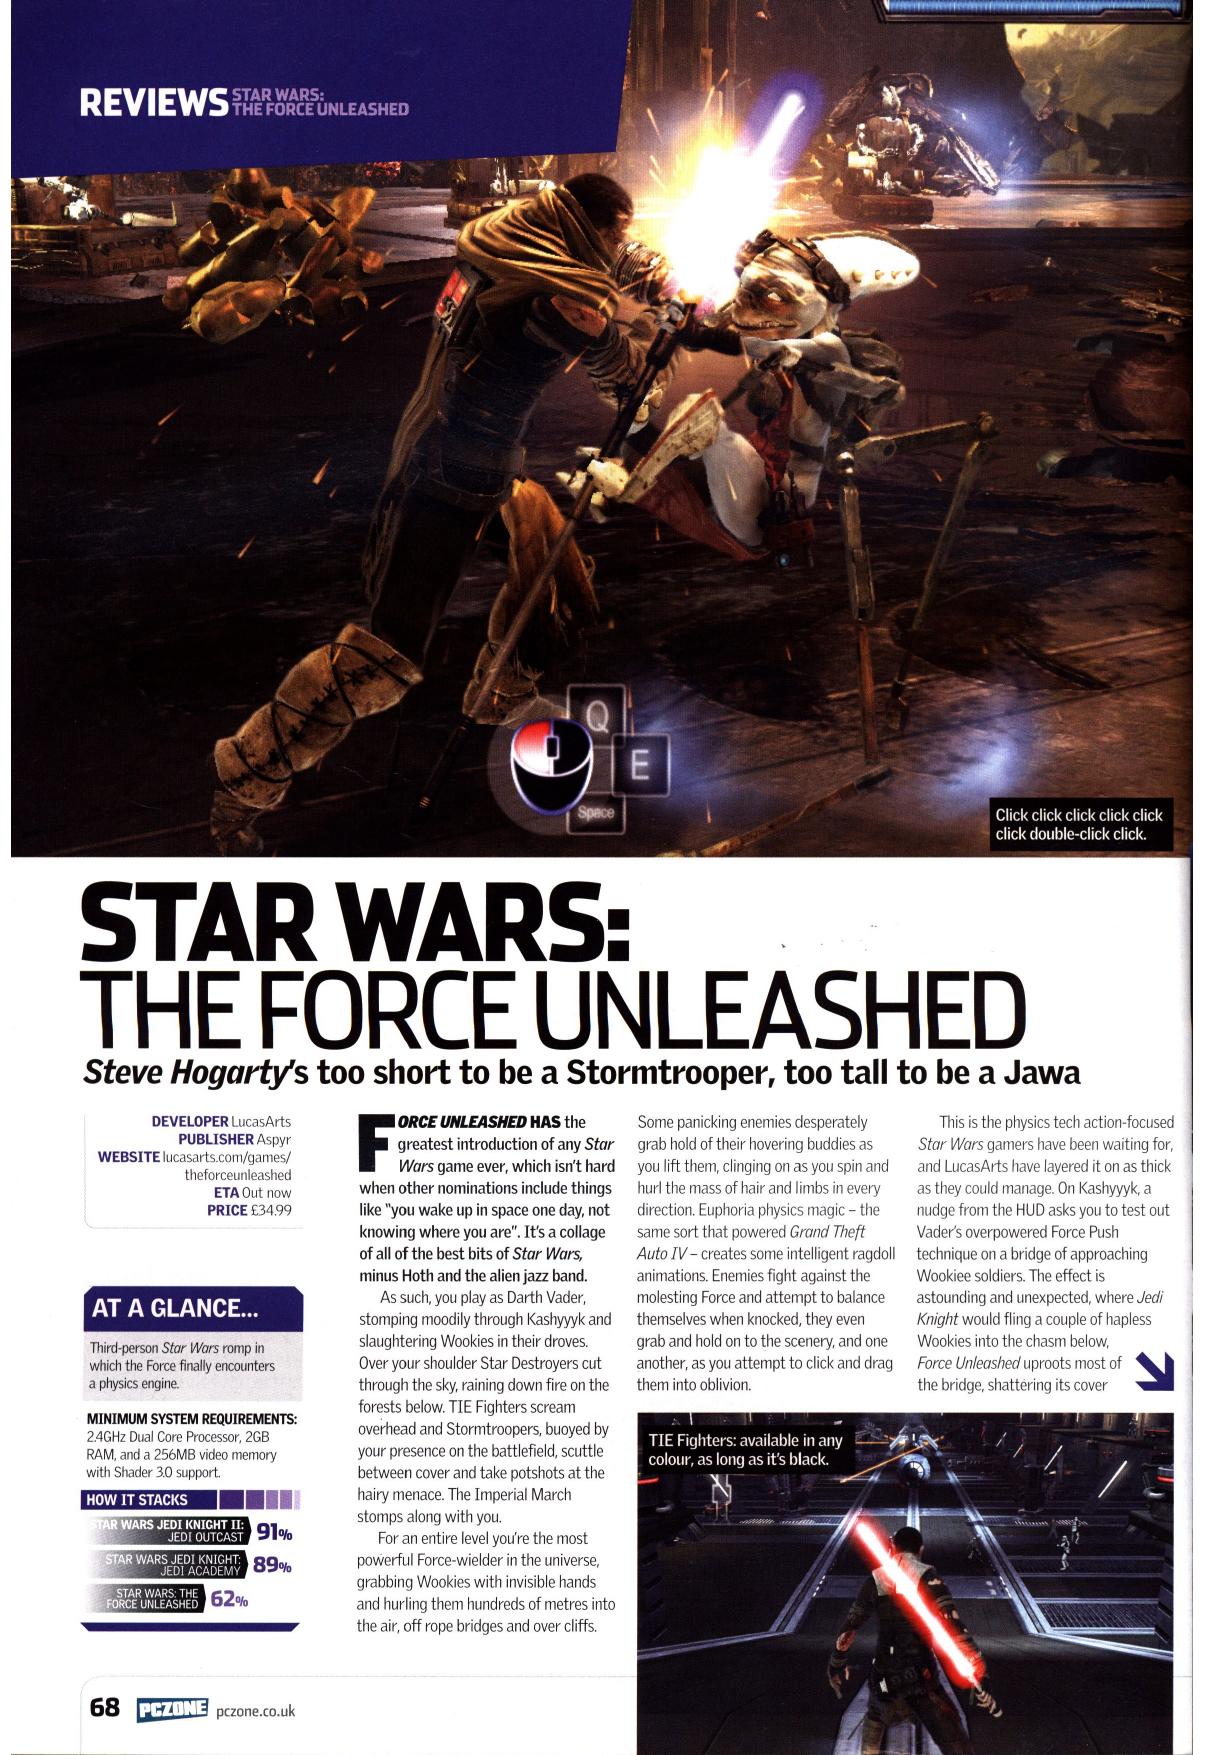 REVIEWS STAR WARS:
THE FORCE UNLEASHED
Q
E
Space
Click click click click click
click double-click click.
STAR WARS:
THE FORCE UNLEASHED
Steve Hogarty's too short to be a Stormtrooper, too tall to be a Jawa
DEVELOPER LucasArts
PUBLISHER Aspyr
WEBSITE lucasarts.com/games/
theforceunleashed
ETA Out now
PRICE £34.99
AT A GLANCE...
Third-person Star Wars romp in
which the Force finally encounters
a physics engine.
MINIMUM SYSTEM REQUIREMENTS:
2.4GHz Dual Core Processor, 2GB
RAM, and a 256MB video memory
with Shader 3.0 support.
HOW IT STACKS
STAR WARS JEDI KNIGHT II:
JEDI OUTCAST 91%
STAR WARS JEDI KNIGHT:
JEDI ACADEMY 89%
STAR WARS: THE
FORCE UNLEASHED 62%
FORCE UNLEASHED HAS the
greatest introduction of any Star
Wars game ever, which isn't hard
when other nominations include things
like "you wake up in space one day, not
knowing where you are". It's a collage
of all of the best bits of Star Wars,
minus Hoth and the alien jazz band.
As such, you play as Darth Vader,
stomping moodily through Kashyyyk and
slaughtering Wookies in their droves.
Over your shoulder Star Destroyers cut
through the sky, raining down fire on the
forests below. TIE Fighters scream
overhead and Stormtroopers, buoyed by
your presence on the battlefield, scuttle
between cover and take potshots at the
hairy menace. The Imperial March
stomps along with you.
For an entire level you're the most
powerful Force-wielder in the universe,
grabbing Wookies with invisible hands
and hurling them hundreds of metres into
the air, off rope bridges and over cliffs.
Some panicking enemies desperately
grab hold of their hovering buddies as
you lift them, clinging on as you spin and
hurl the mass of hair and limbs in every
direction. Euphoria physics magic – the
same sort that powered Grand Theft
Auto IV – creates some intelligent ragdoll
animations. Enemies fight against the
molesting Force and attempt to balance
themselves when knocked, they even
grab and hold on to the scenery, and one
another, as you attempt to click and drag
them into oblivion.
This is the physics tech action-focused
Star Wars gamers have been waiting for,
and LucasArts have layered it on as thick
as they could manage. On Kashyyyk, a
nudge from the HUD asks you to test out
Vader's overpowered Force Push
technique on a bridge of approaching
Wookiee soldiers. The effect is
astounding and unexpected, where Jedi
Knight would fling a couple of hapless
Wookies into the chasm below,
Force Unleashed uproots most of
the bridge, shattering its cover
TIE Fighters: available in any
colour, as long as it's black.
68 PCZONE pczone.co.uk